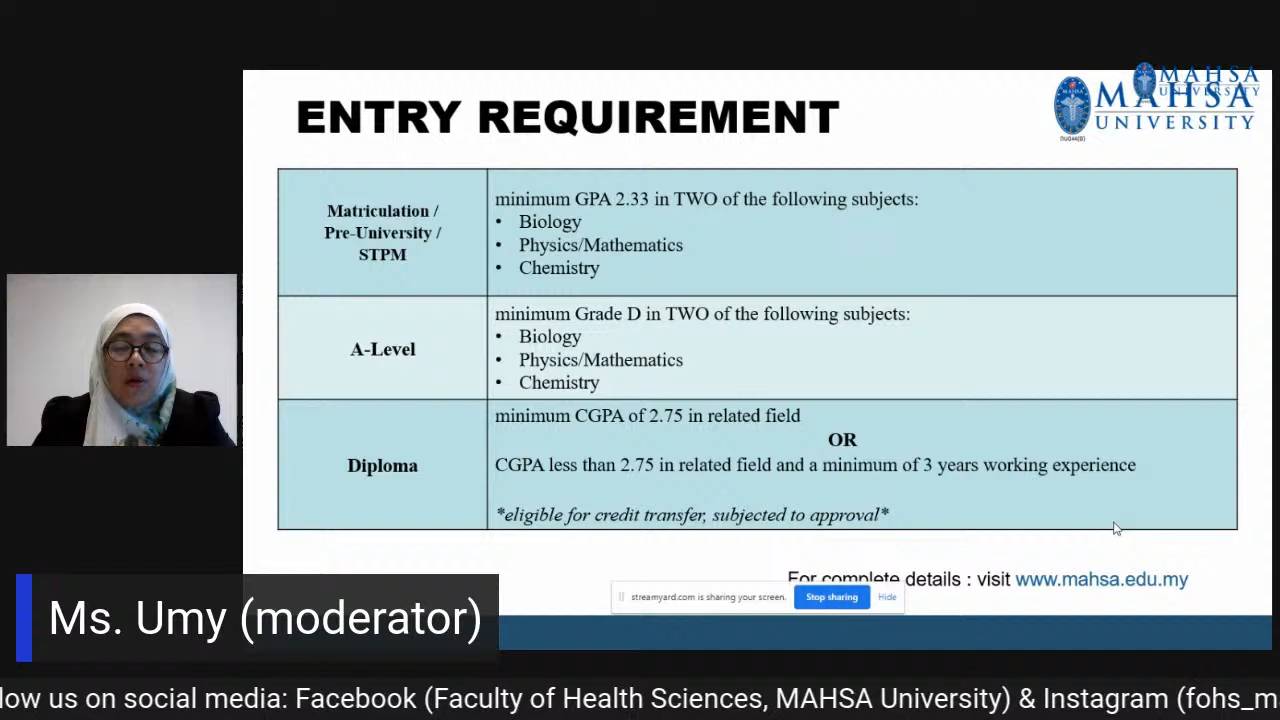 ENTRY REQUIREMENT
MAHSA
UNIVERSITY
MAHSA
UNIVERSITY
Matriculation /
Pre-University /
STPM
minimum GPA 2.33 in TWO of the following subjects:
• Biology
• Physics/Mathematics
• Chemistry
A-Level
minimum Grade D in TWO of the following subjects:
• Biology
• Physics/Mathematics
• Chemistry
Diploma
minimum CGPA of 2.75 in related field
OR
CGPA less than 2.75 in related field and a minimum of 3 years working experience
*eligible for credit transfer, subjected to approval*
For complete details : visit www.mahsa.edu.my
streamyard.com is sharing your screen. Stop sharing Hide
Ms. Umy (moderator)
low us on social media: Facebook (Faculty of Health Sciences, MAHSA University) & Instagram (fohs_m